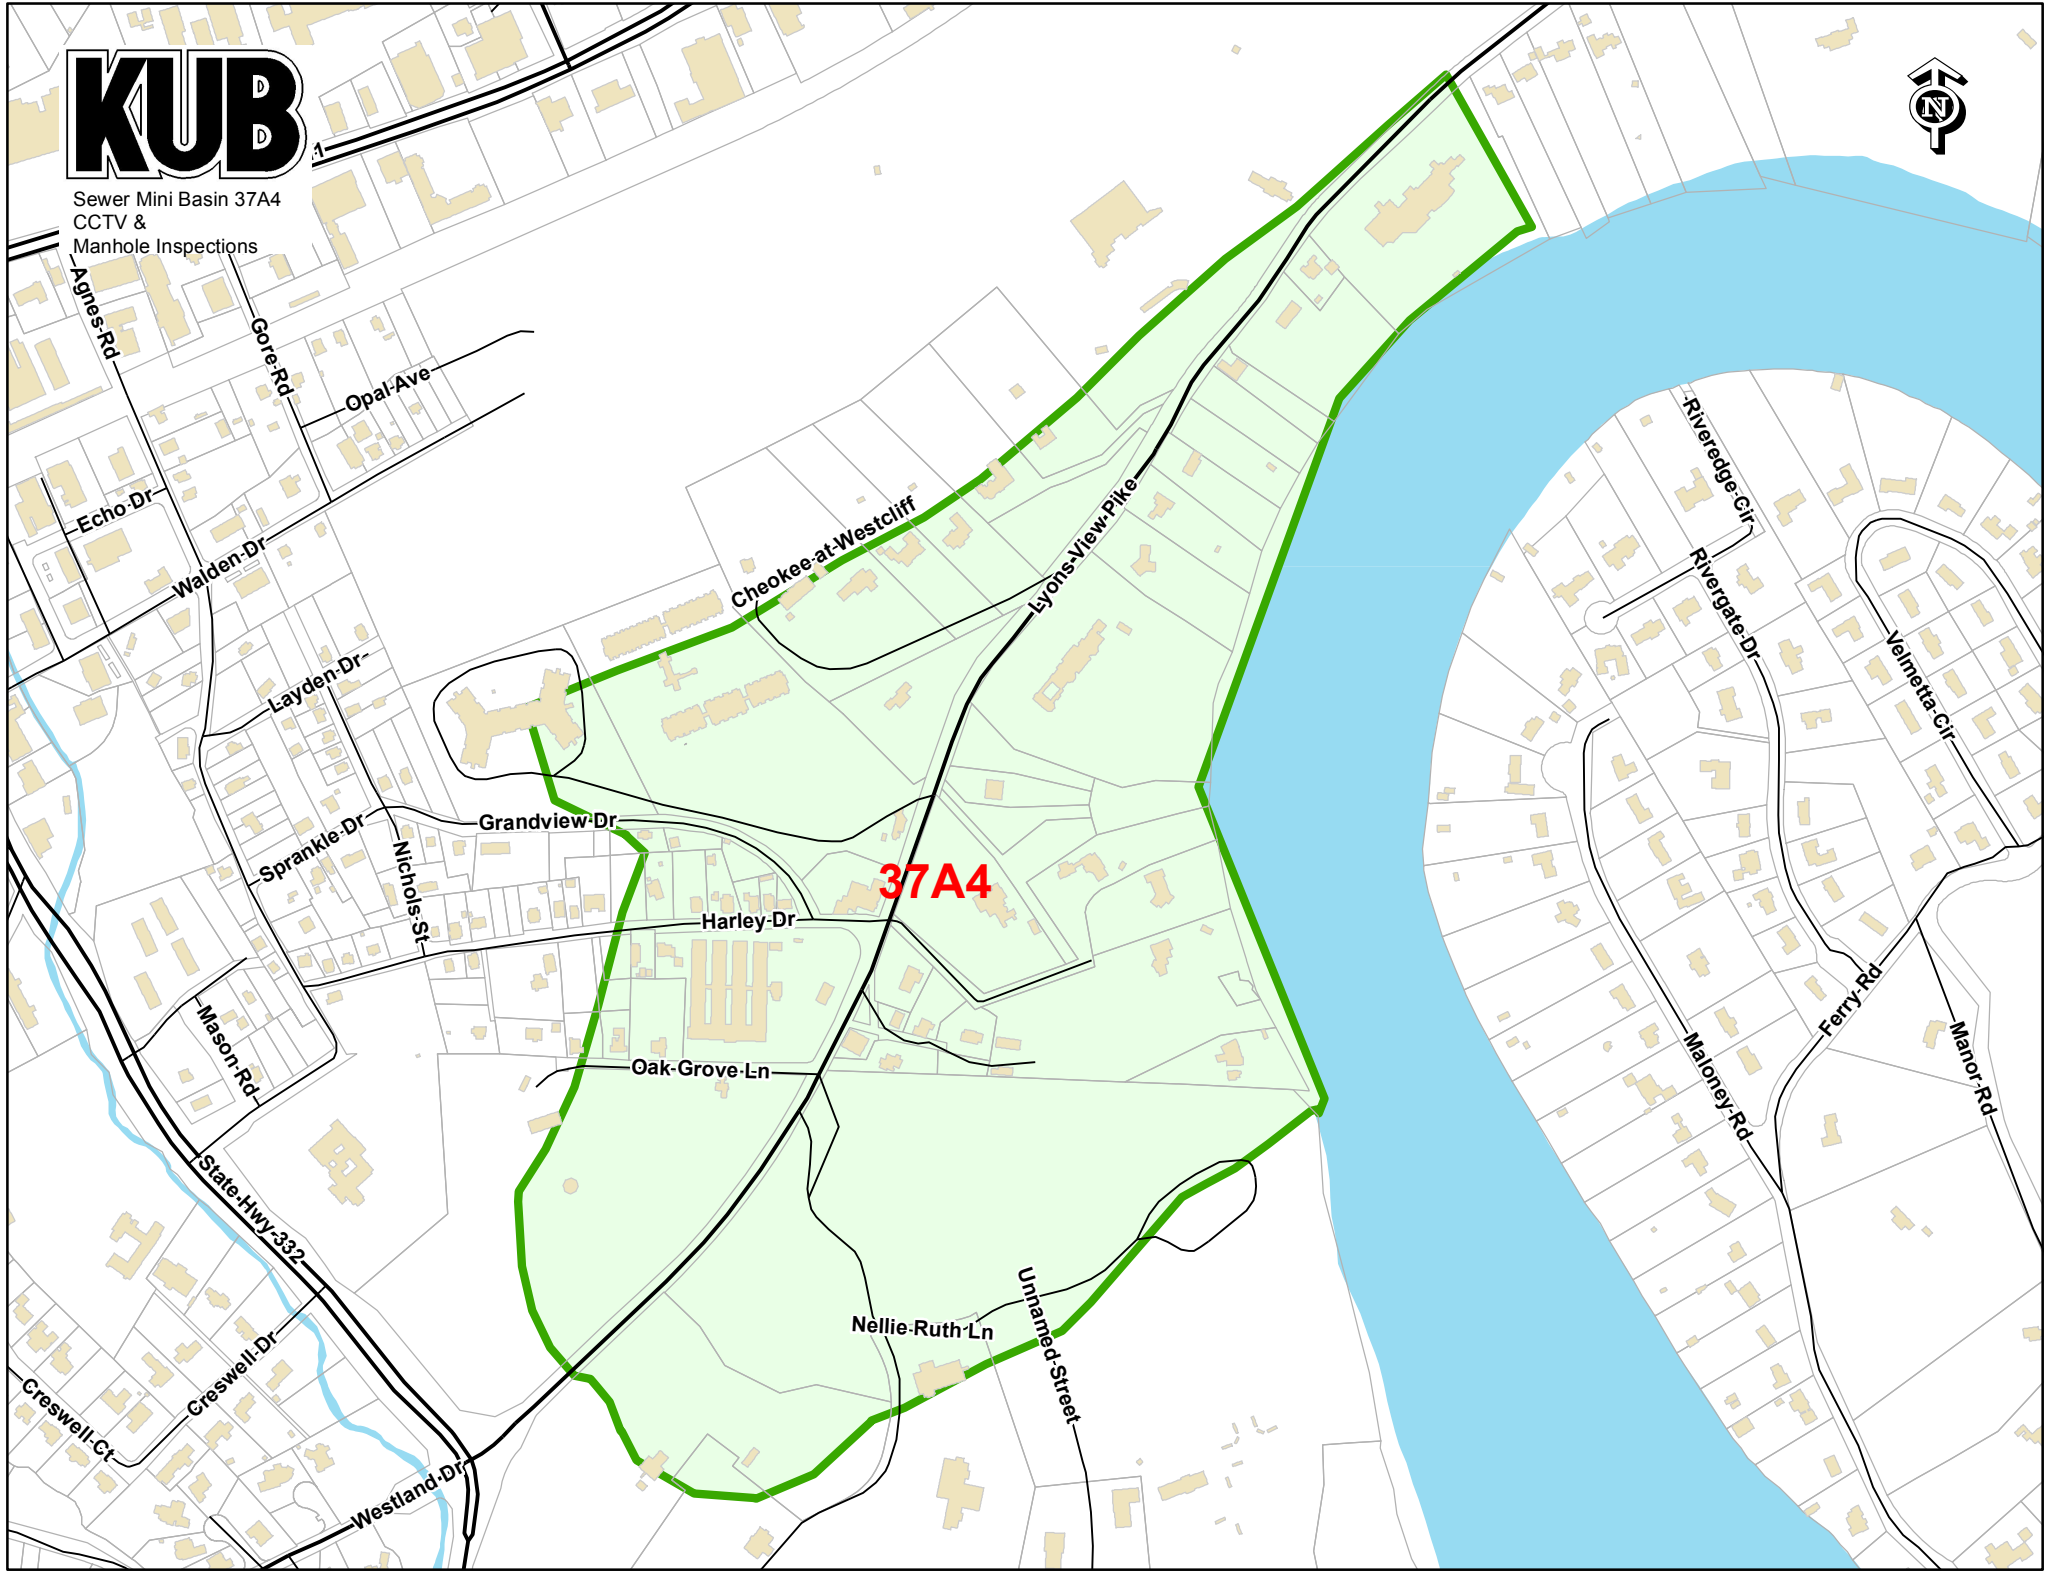 KUB
Sewer Mini Basin 37A4
CCTV &
Manhole Inspections
N
Agnes-Rd
Gore-Rd
Opal-Ave
Echo-Dr
Walden-Dr
Layden-Dr
Sprankle-Dr
Nichols-St
Grandview-Dr
Harley-Dr
Mason-Rd
Oak-Grove-Ln
Cheokee-at-Westcliff
Lyons-View-Pike
37A4
Riveredge-Cir
Rivergate-Dr
Velmetta-Cir
Ferry-Rd
Manor-Rd
Maloney-Rd
State-Hwy-332
Creswell-Dr
Creswell-Ct
Westland-Dr
Nellie-Ruth-Ln
Unnamed-Street